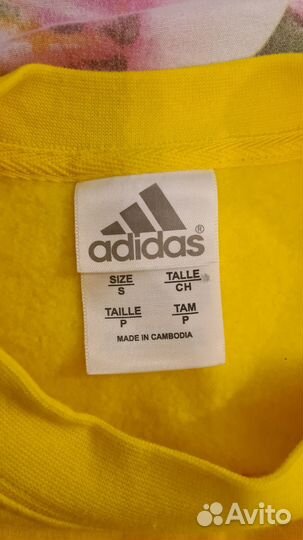 adidas®
SIZE TALLE
S CH
TAILLE TAM
P P
MADE IN CAMBODIA
Avito